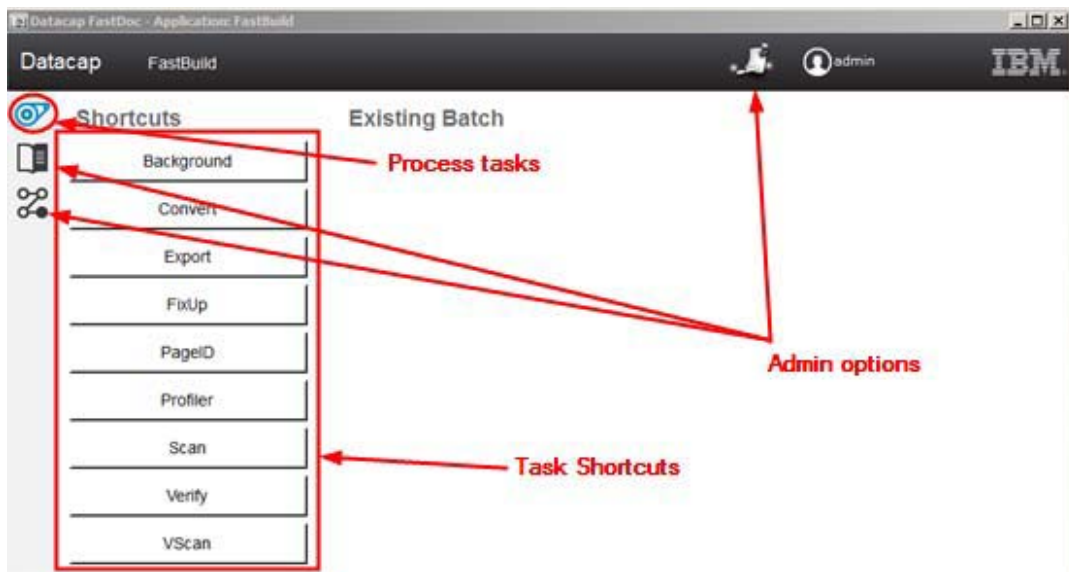 Datacap FastDoc - Application: FastBuild
Datacap FastBuild admin IBM.
Shortcuts Existing Batch
Process tasks
Background
Convert
Export
FixUp
PageID
Admin options
Profiler
Scan
Task Shortcuts
Verify
VScan